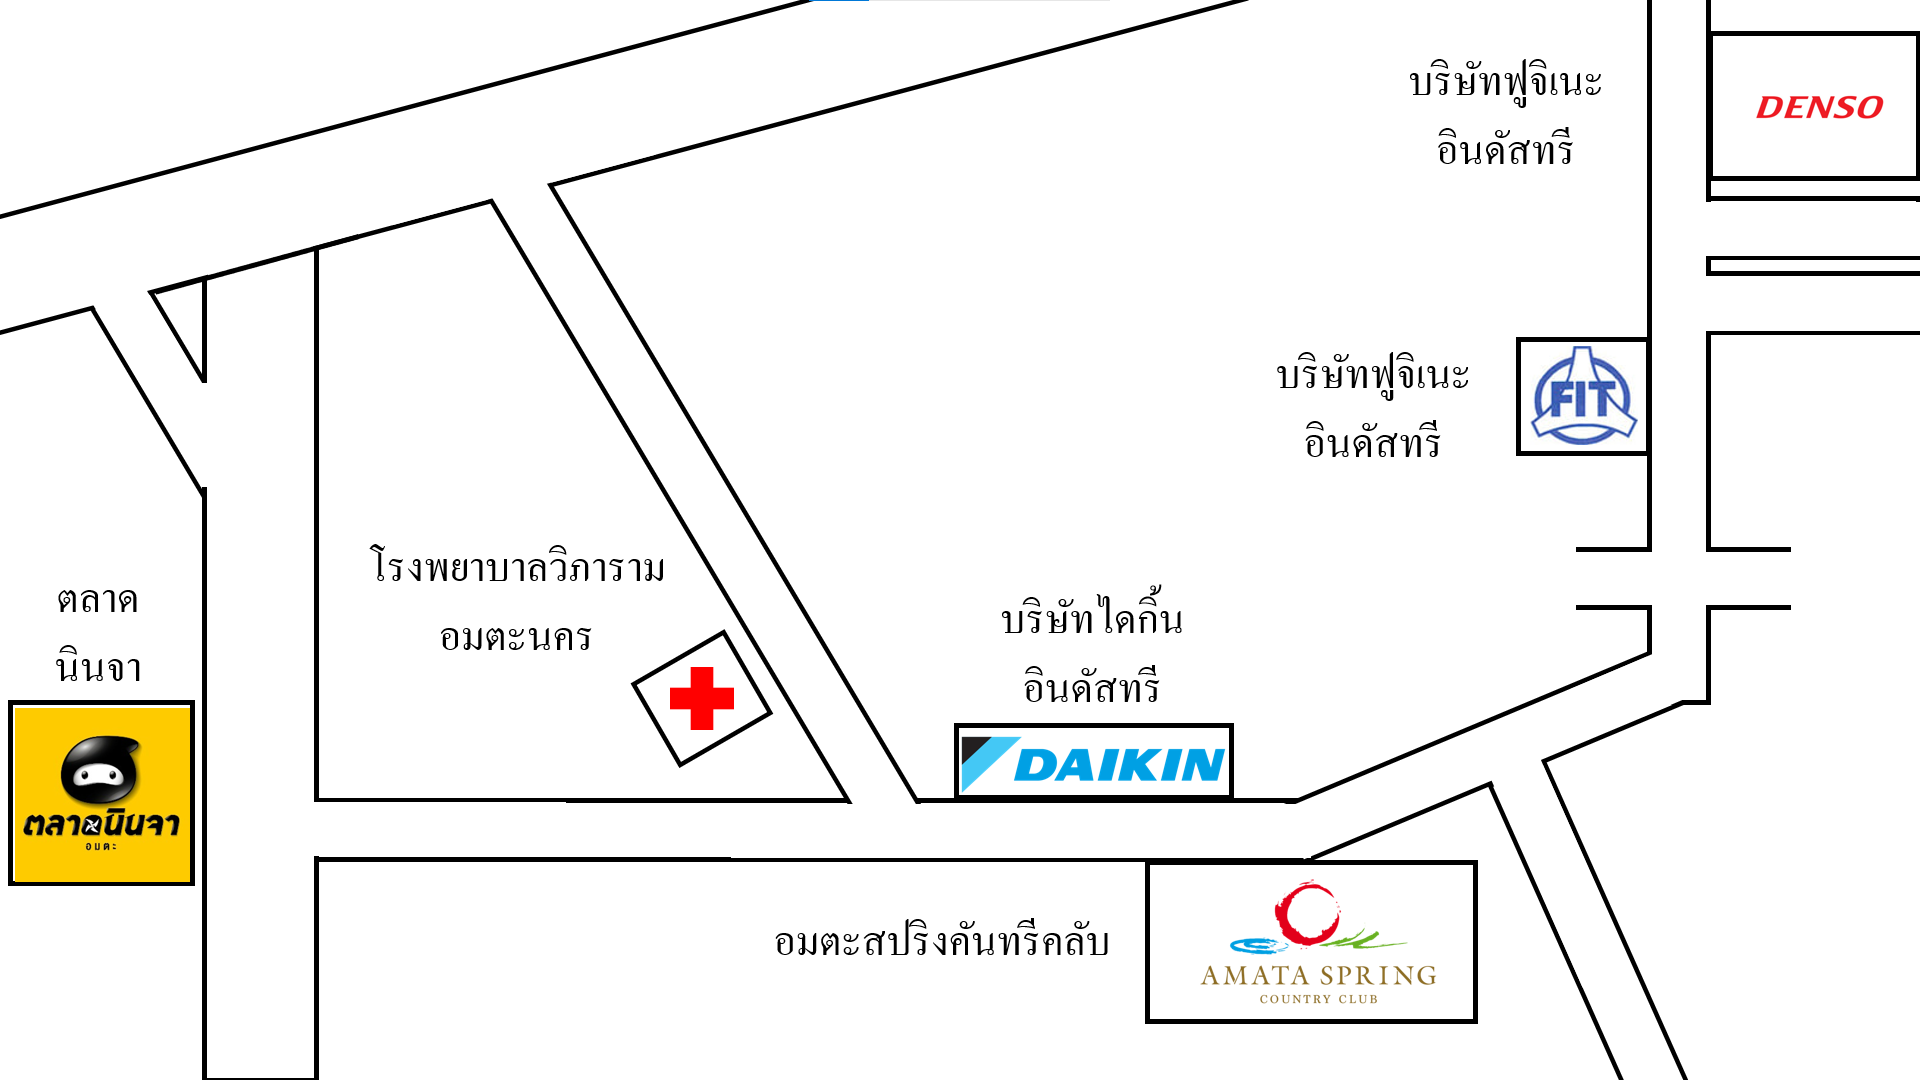 บริษัทฟูจิเนะ
อินดัสทรี
DENSO
บริษัทฟูจิเนะ
อินดัสทรี
FIT
โรงพยาบาลวิภาราม
อมตะนคร
ตลาด
นินจา
ตลาดนินจา
อมตะ
บริษัทไดกิ้น
อินดัสทรี
DAIKIN
อมตะสปริงคันทรีคลับ
AMATA SPRING
COUNTRY CLUB